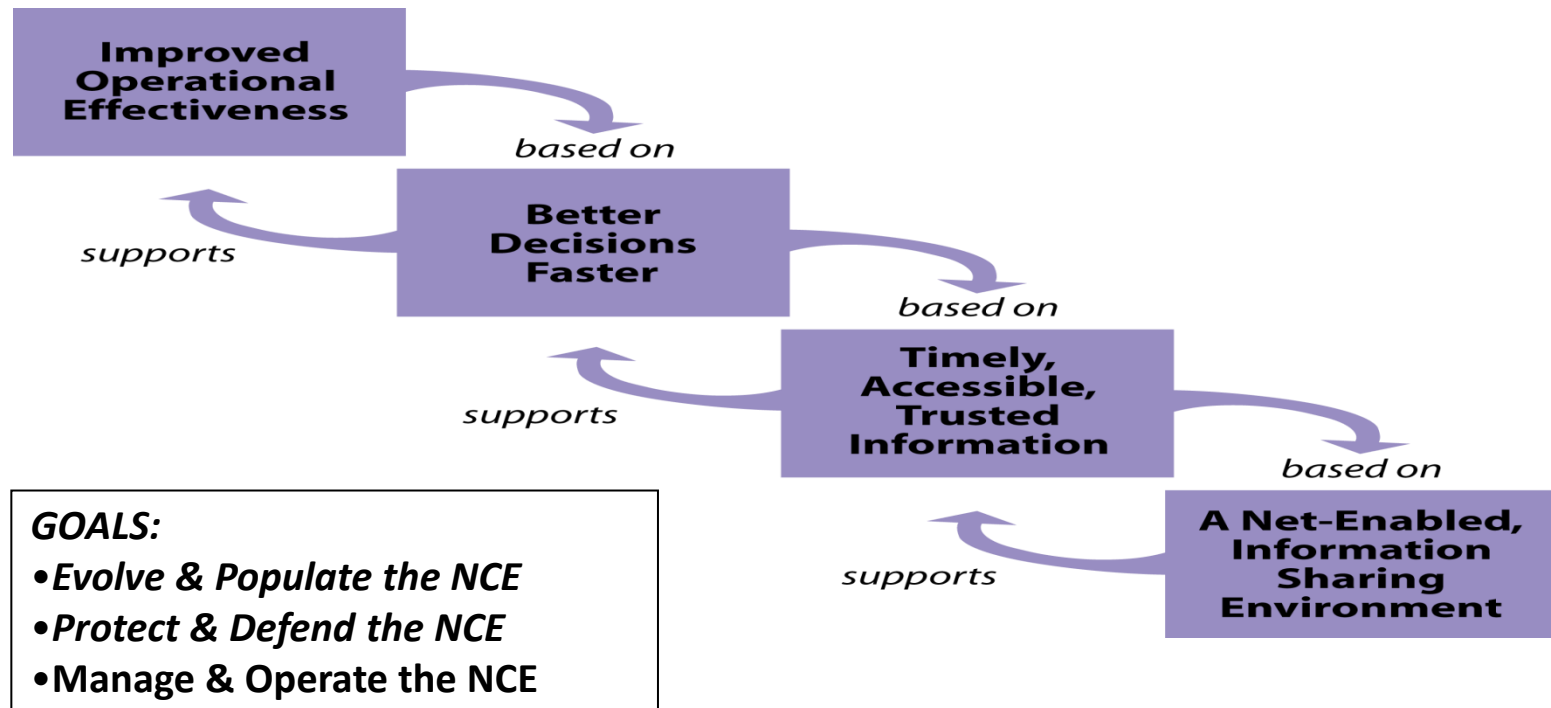 Improved
Operational
Effectiveness
based on
supports
Better
Decisions
Faster
based on
supports
Timely,
Accessible,
Trusted
Information
based on
supports
A Net-Enabled,
Information
Sharing
Environment
GOALS:
•Evolve & Populate the NCE
•Protect & Defend the NCE
•Manage & Operate the NCE